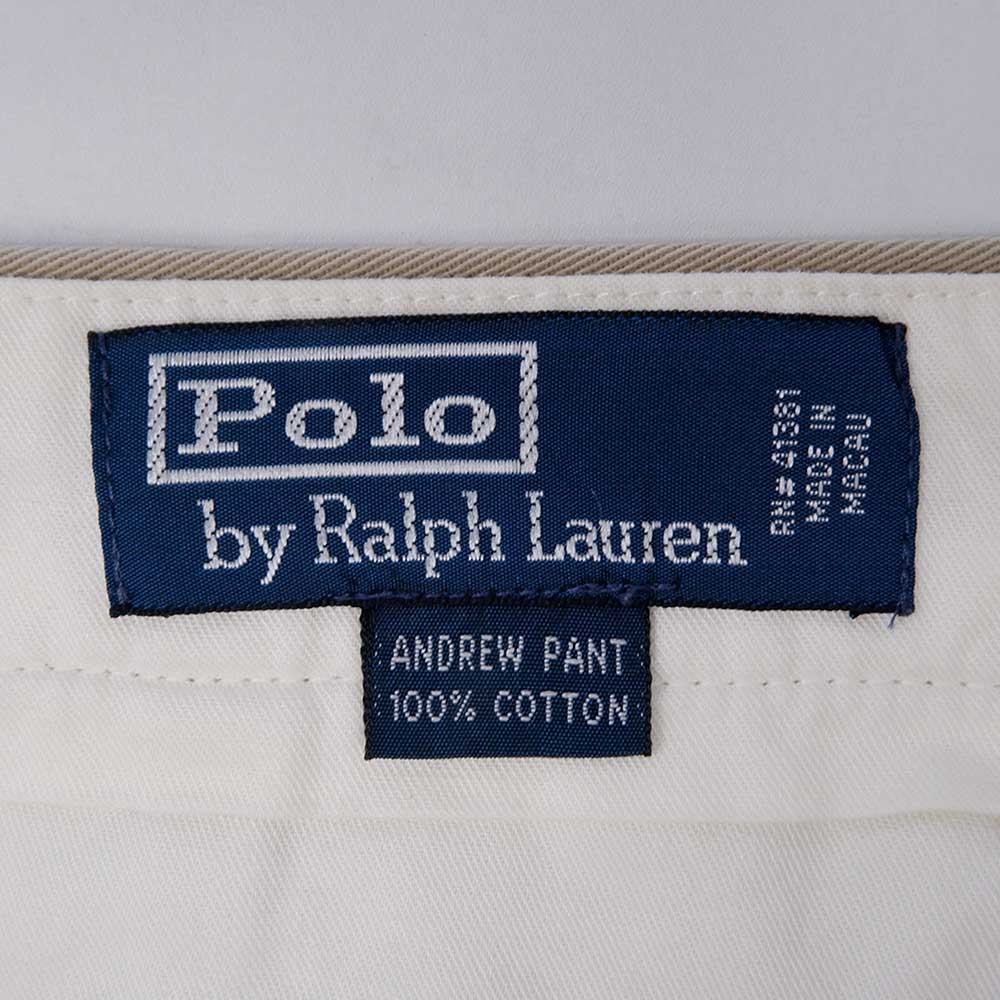 Polo
by Ralph Lauren
RN# 41381
MADE IN
MACAU
ANDREW PANT
100% COTTON